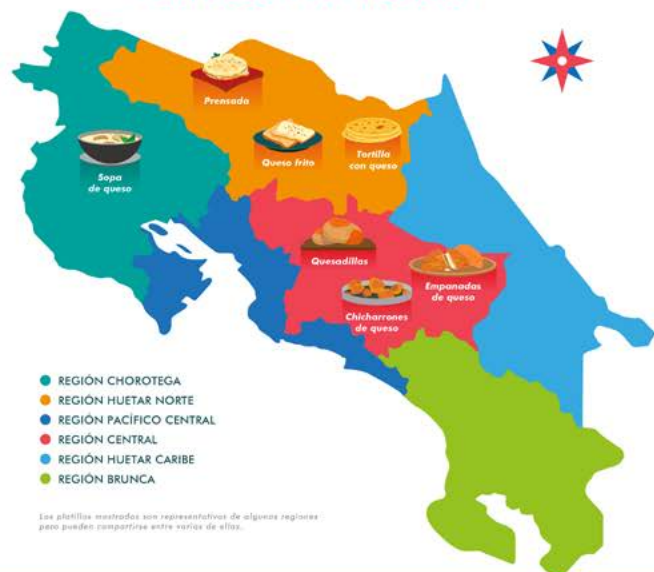 Prensada
Queso frito
Tortilla
con queso
Sopa
de queso
Quesadillas
Empanadas
de queso
Chicharrones
de queso
REGIÓN CHOROTEGA
REGIÓN HUETAR NORTE
REGIÓN PACÍFICO CENTRAL
REGIÓN CENTRAL
REGIÓN HUETAR CARIBE
REGIÓN BRUNCA
Los platillos mostrados son representativos de algunas regiones
pero pueden compartirse entre varias de ellas.